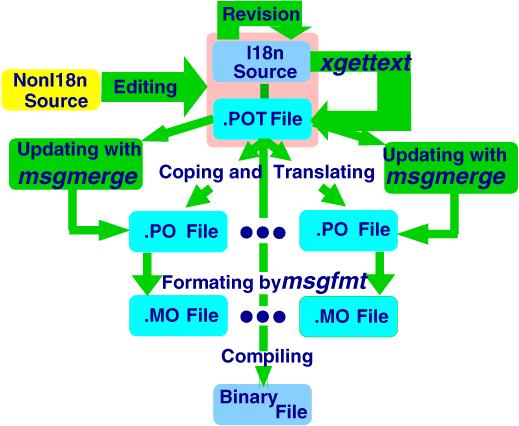 Revision
I18n
Source
xgettext
NonI18n
Source
Editing
.POT File
Updating with
msgmerge
Updating with
msgmerge
Coping and Translating
.PO File
.PO File
Formating by msgfmt
.MO File
.MO File
Compiling
Binary
File